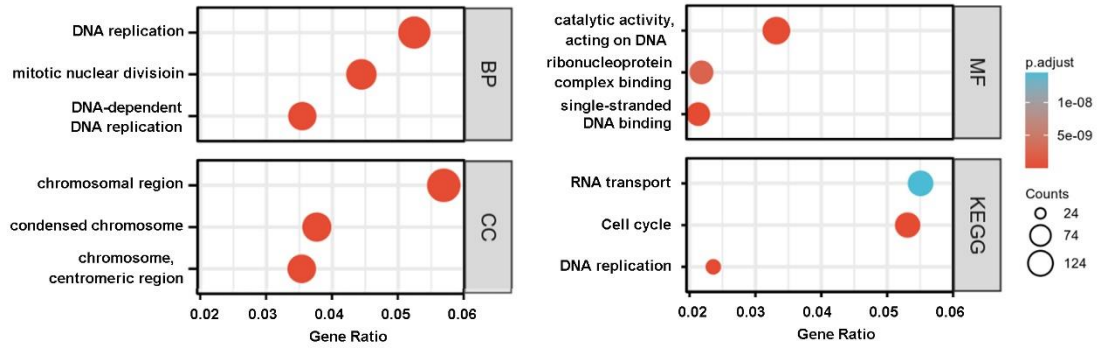 DNA replication
mitotic nuclear divisioin
DNA-dependent
DNA replication
BP
chromosomal region
condensed chromosome
chromosome,
centromeric region
CC
0.02 0.03 0.04 0.05 0.06
Gene Ratio
catalytic activity,
acting on DNA
ribonucleoprotein
complex binding
single-stranded
DNA binding
MF
RNA transport
Cell cycle
DNA replication
KEGG
0.02 0.03 0.04 0.05 0.06
Gene Ratio
p.adjust
1e-08
5e-09
Counts
24
74
124